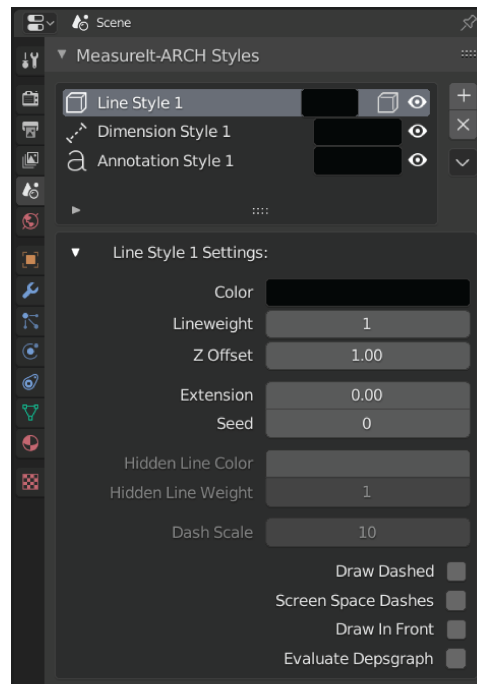 Scene
MeasureIt-ARCH Styles
Line Style 1
Dimension Style 1
Annotation Style 1
Line Style 1 Settings:
Color
Lineweight 1
Z Offset 1.00
Extension 0.00
Seed 0
Hidden Line Color
Hidden Line Weight 1
Dash Scale 10
Draw Dashed
Screen Space Dashes
Draw In Front
Evaluate Depsgraph